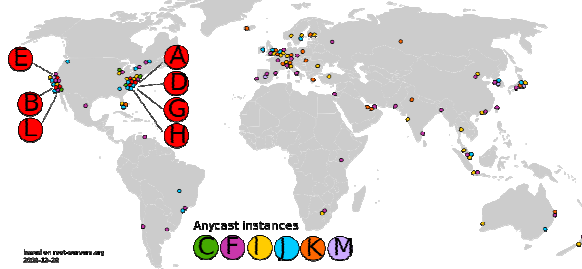 E
A
D
B
G
L
H
Anycast Instances
C F I J K M
based on root-servers.org